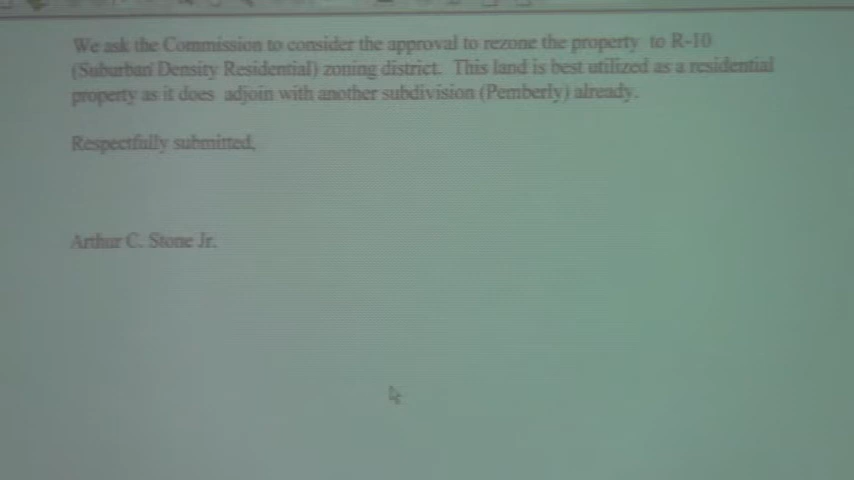 We ask the Commission to consider the approval to rezone the property to R-10
(Suburban Density Residential) zoning district. This land is best utilized as a residential
property as it does adjoin with another subdivision (Pemberly) already.
Respectfully submitted,
Arthur C. Stone Jr.